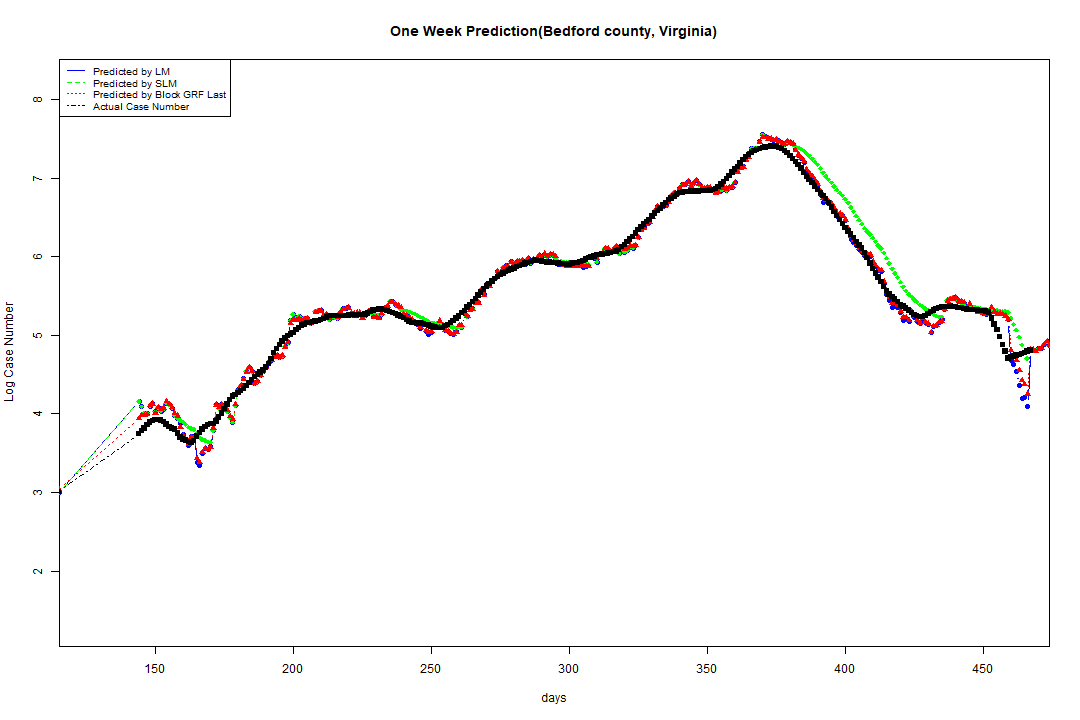 One Week Prediction(Bedford county, Virginia)
Predicted by LM
Predicted by SLM
Predicted by Block GRF Last
Actual Case Number
8
7
6
5
4
3
2
Log Case Number
150 200 250 300 350 400 450
days